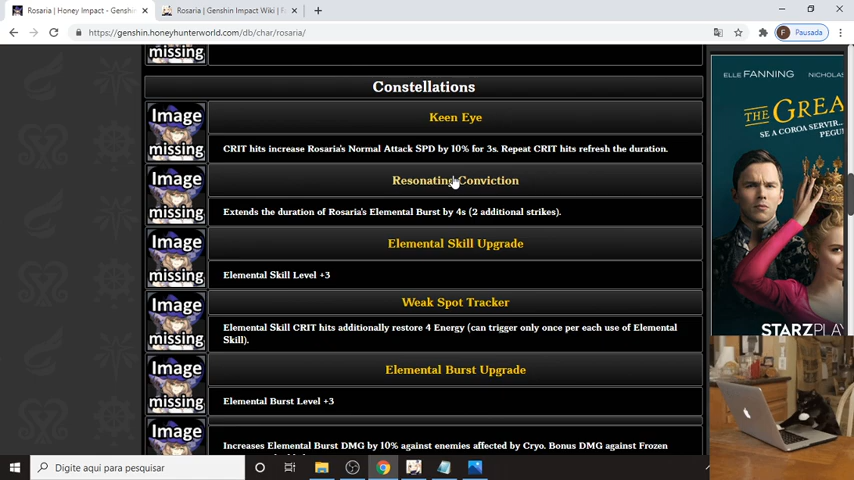 Rosaria | Honey Impact - Genshi
Rosaria | Genshin Impact Wiki | F
https://genshin.honeyhunterworld.com/db/char/rosaria/
F Pausada
missing
Constellations
Image missing
Keen Eye
CRIT hits increase Rosaria's Normal Attack SPD by 10% for 3s. Repeat CRIT hits refresh the duration.
Image missing
Resonating Conviction
Extends the duration of Rosaria's Elemental Burst by 4s (2 additional strikes).
Image missing
Elemental Skill Upgrade
Elemental Skill Level +3
Image missing
Weak Spot Tracker
Elemental Skill CRIT hits additionally restore 4 Energy (can trigger only once per each use of Elemental
Skill).
Image missing
Elemental Burst Upgrade
Elemental Burst Level +3
Image
Increases Elemental Burst DMG by 10% against enemies affected by Cryo. Bonus DMG against Frozen
ELLE FANNING NICHOLAS
THE GREA
SE A COROA SERVIR...
PEGUE
STARZPLAY
Digite aqui para pesquisar